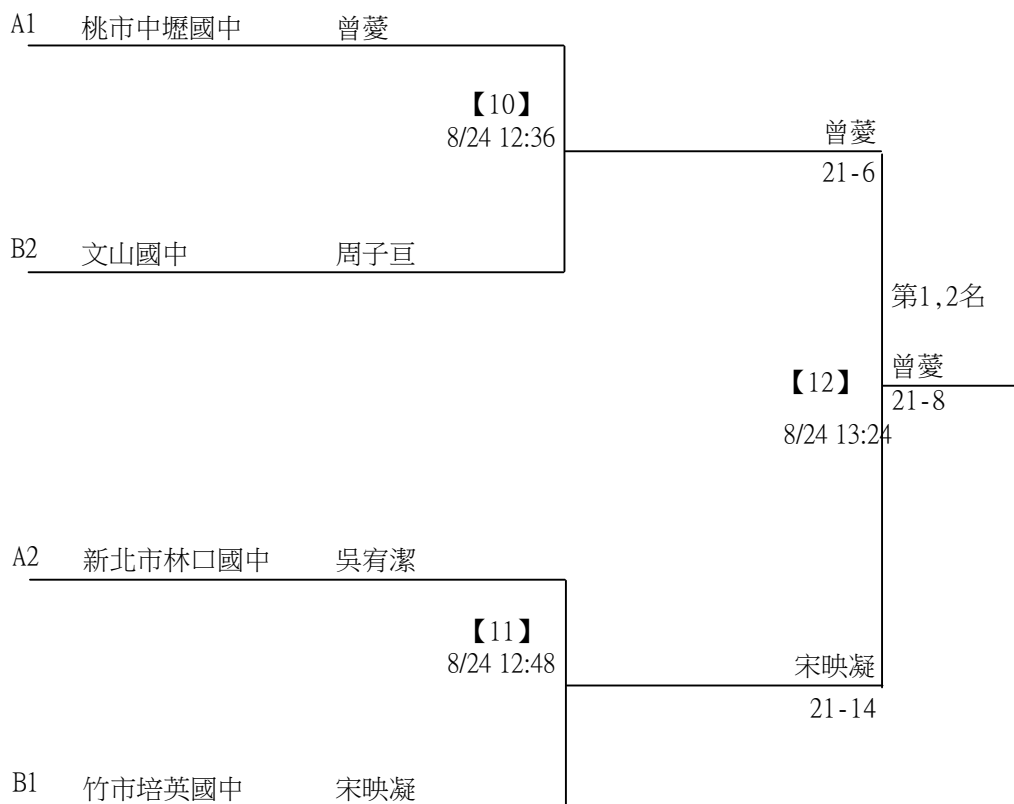 A1 桃市中壢國中 曾薆
【10】
8/24 12:36
曾薆
21-6
B2 文山國中 周子亘
第1,2名
【12】
曾薆
21-8
8/24 13:24
A2 新北市林口國中 吳宥潔
【11】
8/24 12:48
宋映凝
21-14
B1 竹市培英國中 宋映凝